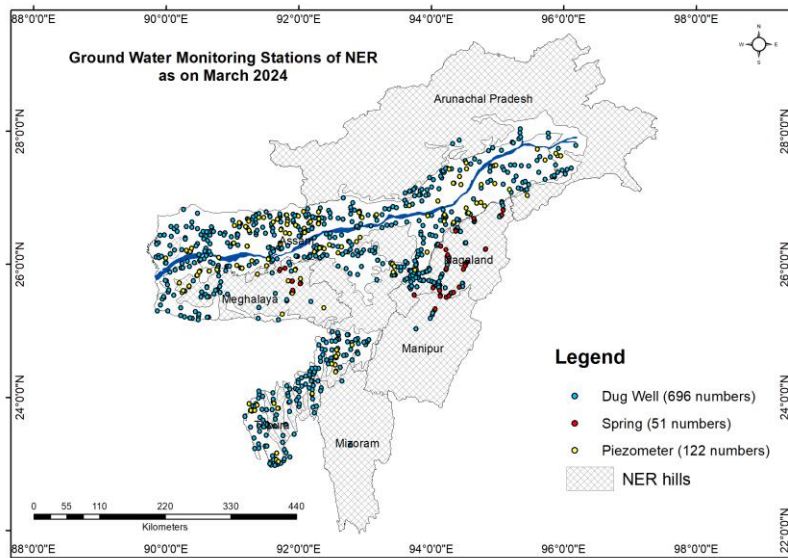 88°0'0"E 90°0'0"E 92°0'0"E 94°0'0"E 96°0'0"E 98°0'0"E
Ground Water Monitoring Stations of NER
as on March 2024
N
W E
S
Arunachal Pradesh
28°0'0"N 28°0'0"N
Assam
26°0'0"N 26°0'0"N
Nagaland
Meghalaya
Manipur
Legend
24°0'0"N 24°0'0"N
Dug Well (696 numbers)
Spring (51 numbers)
Tripura
Piezometer (122 numbers)
Mizoram
NER hills
0 55 110 220 330 440
Kilometers
22°0'0"N 22°0'0"N
88°0'0"E 90°0'0"E 92°0'0"E 94°0'0"E 96°0'0"E 98°0'0"E